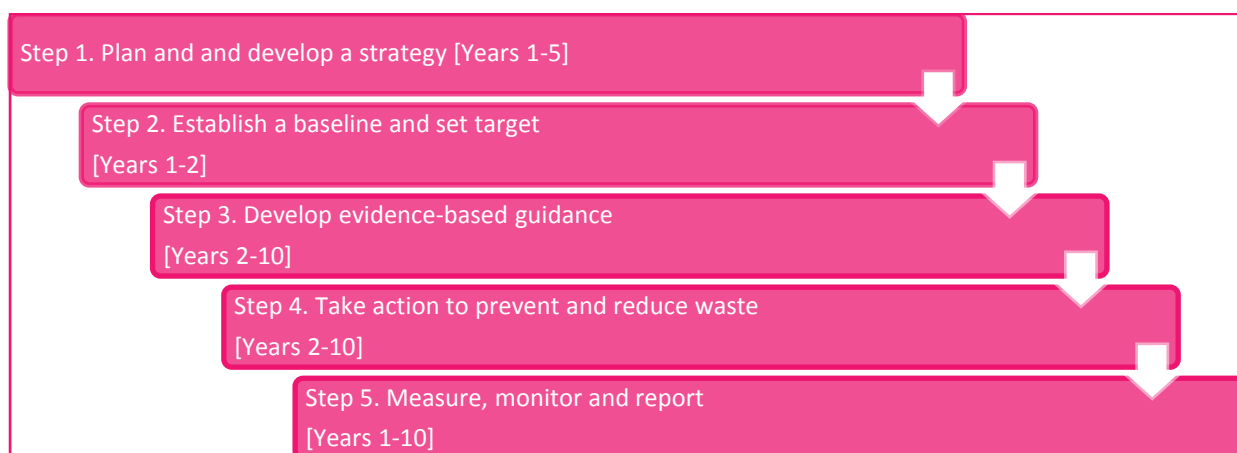 Step 1. Plan and and develop a strategy [Years 1-5]
Step 2. Establish a baseline and set target
[Years 1-2]
Step 3. Develop evidence-based guidance
[Years 2-10]
Step 4. Take action to prevent and reduce waste
[Years 2-10]
Step 5. Measure, monitor and report
[Years 1-10]